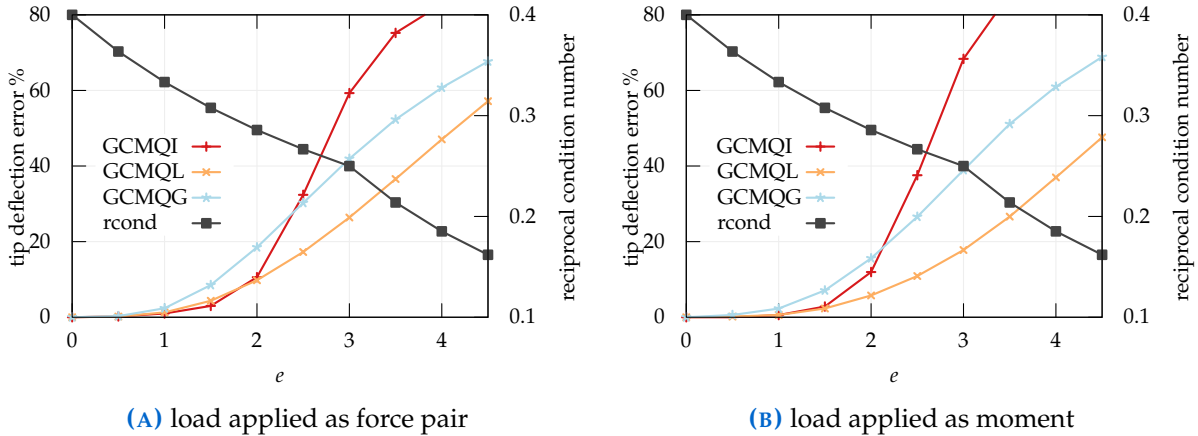 80
60
40
20
0
0.4
0.3
0.2
0.1
0 1 2 3 4
tip deflection error %
reciprocal condition number
e
GCMQI
GCMQL
GCMQG
rcond
(A) load applied as force pair
80
60
40
20
0
0.4
0.3
0.2
0.1
0 1 2 3 4
tip deflection error %
reciprocal condition number
e
GCMQI
GCMQL
GCMQG
rcond
(B) load applied as moment